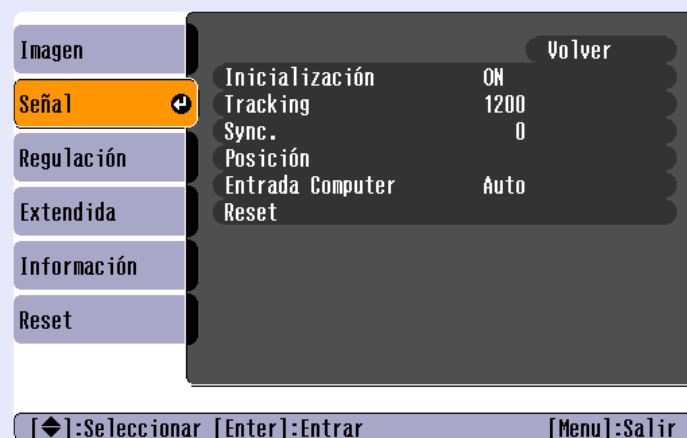 Imagen
Señal
Regulación
Extendida
Información
Reset
Volver
Inicialización ON
Tracking 1200
Sync. 0
Posición
Entrada Computer Auto
Reset
[◆]:Seleccionar [Enter]:Entrar [Menu]:Salir